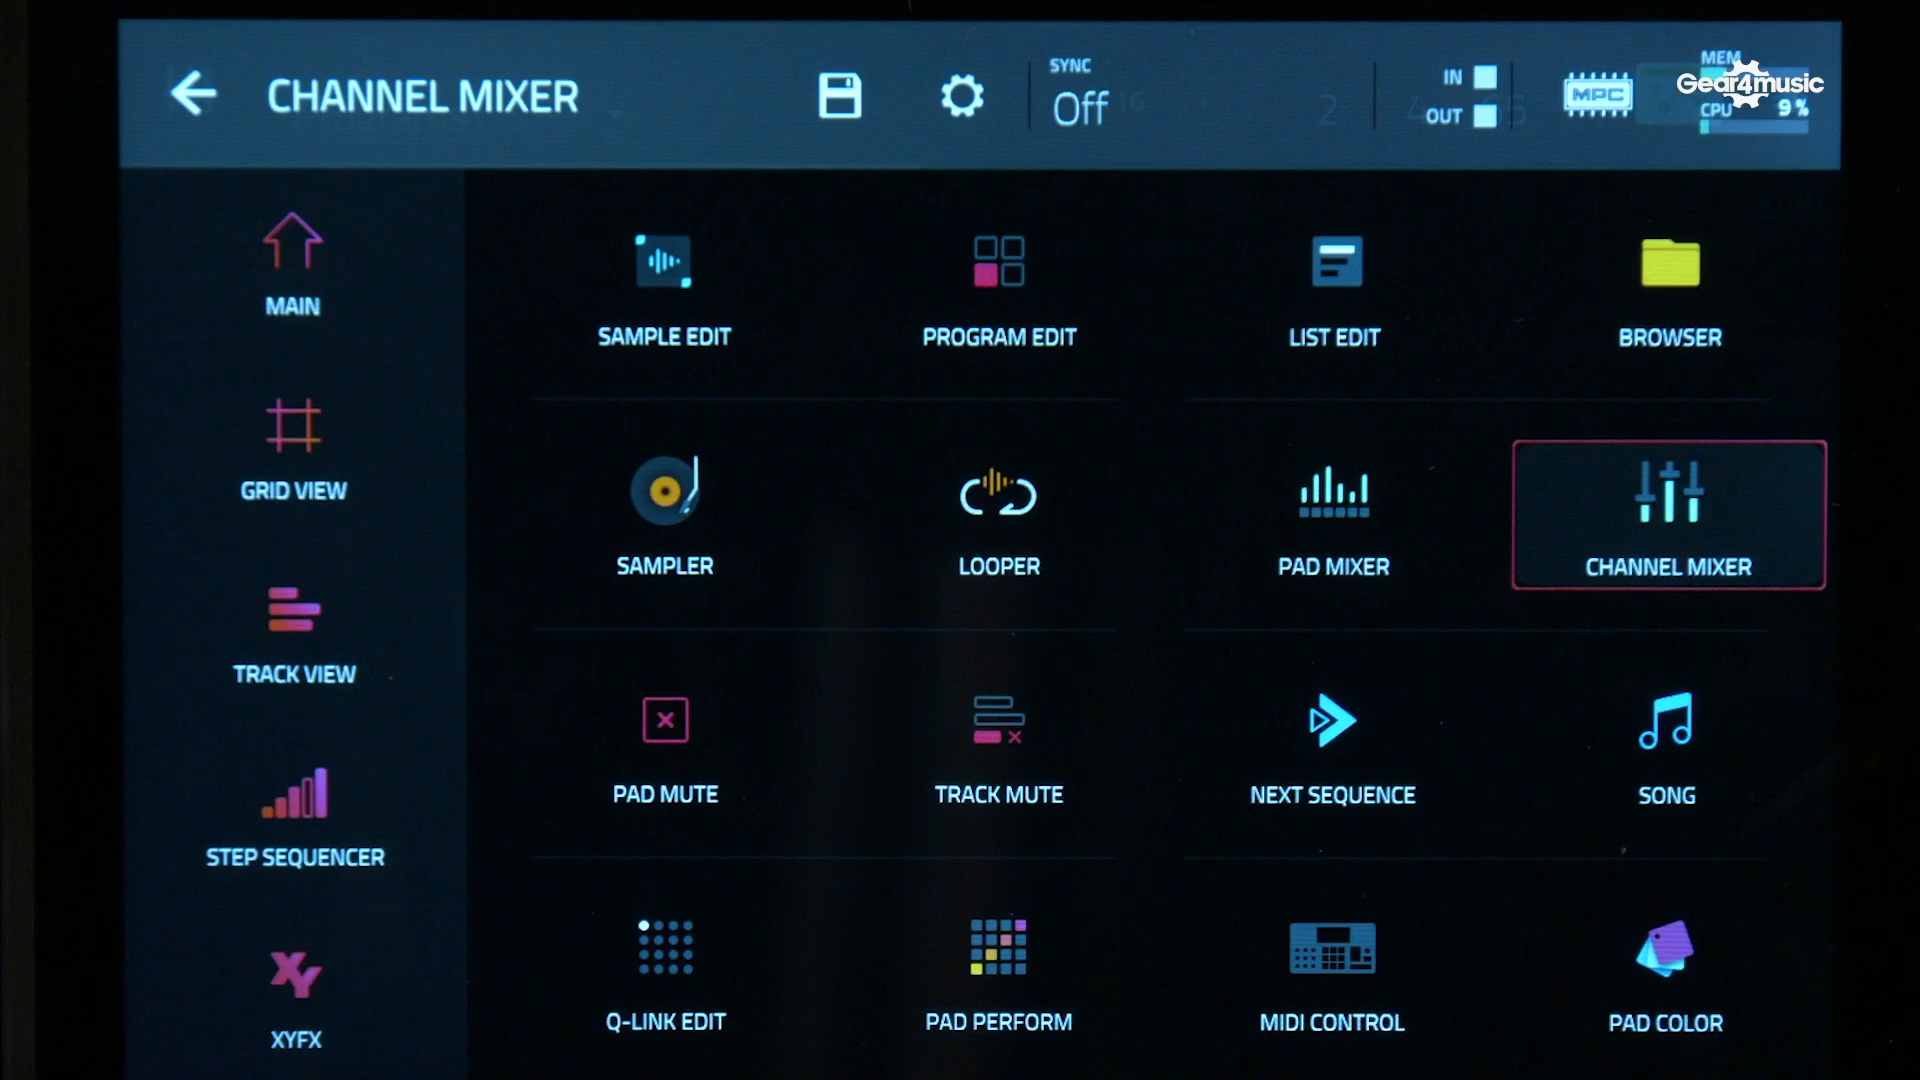 CHANNEL MIXER
SYNC
Off
IN
OUT
MPC
MEM
Gear4music
CPU 9 %
MAIN
SAMPLE EDIT
PROGRAM EDIT
LIST EDIT
BROWSER
GRID VIEW
SAMPLER
LOOPER
PAD MIXER
CHANNEL MIXER
TRACK VIEW
PAD MUTE
TRACK MUTE
NEXT SEQUENCE
SONG
STEP SEQUENCER
XY
XYFX
Q-LINK EDIT
PAD PERFORM
MIDI CONTROL
PAD COLOR